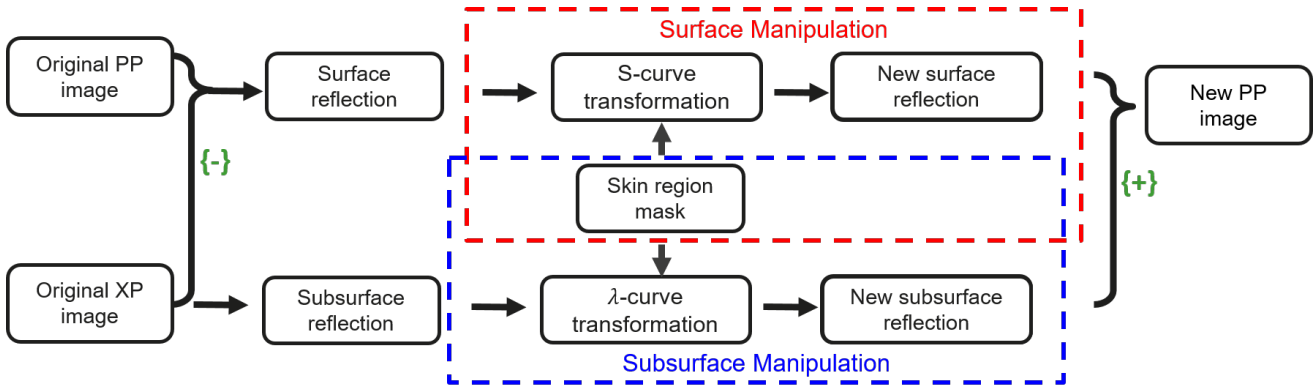 Surface Manipulation
Original PP
image
Surface
reflection
S-curve
transformation
New surface
reflection
New PP
image
{-}
Skin region
mask
{+}
Original XP
image
Subsurface
reflection
λ-curve
transformation
New subsurface
reflection
Subsurface Manipulation